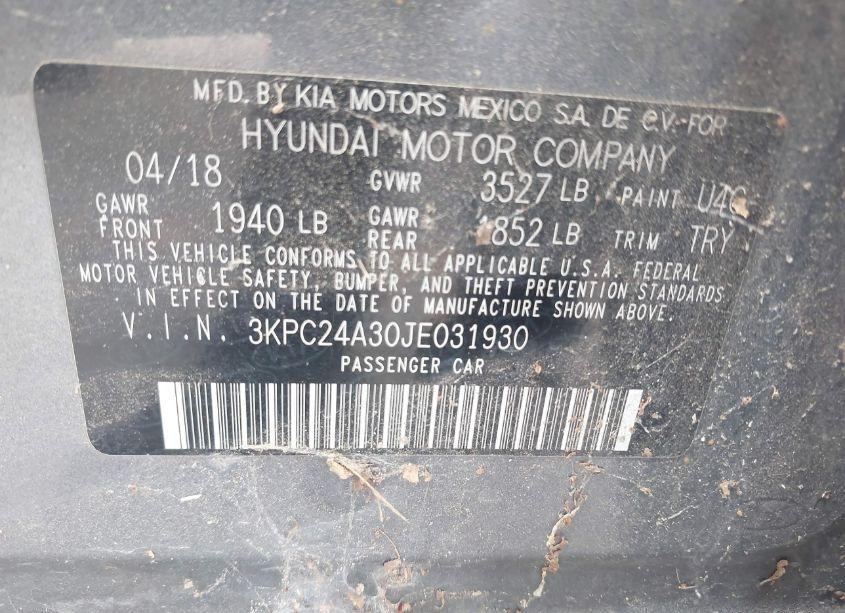 MFD. BY KIA MOTORS MEXICO S.A. DE C.V. FOR
HYUNDAI MOTOR COMPANY
04/18 GVWR 3527 LB PAINT
GAWR FRONT 1940 LB GAWR REAR 1852 LB TRIM TRY
THIS VEHICLE CONFORMS TO ALL APPLICABLE U.S.A. FEDERAL
MOTOR VEHICLE SAFETY, BUMPER, AND THEFT PREVENTION STANDARDS
IN EFFECT ON THE DATE OF MANUFACTURE SHOWN ABOVE.
V.I.N. 3KPC24A30JE031930
PASSENGER CAR